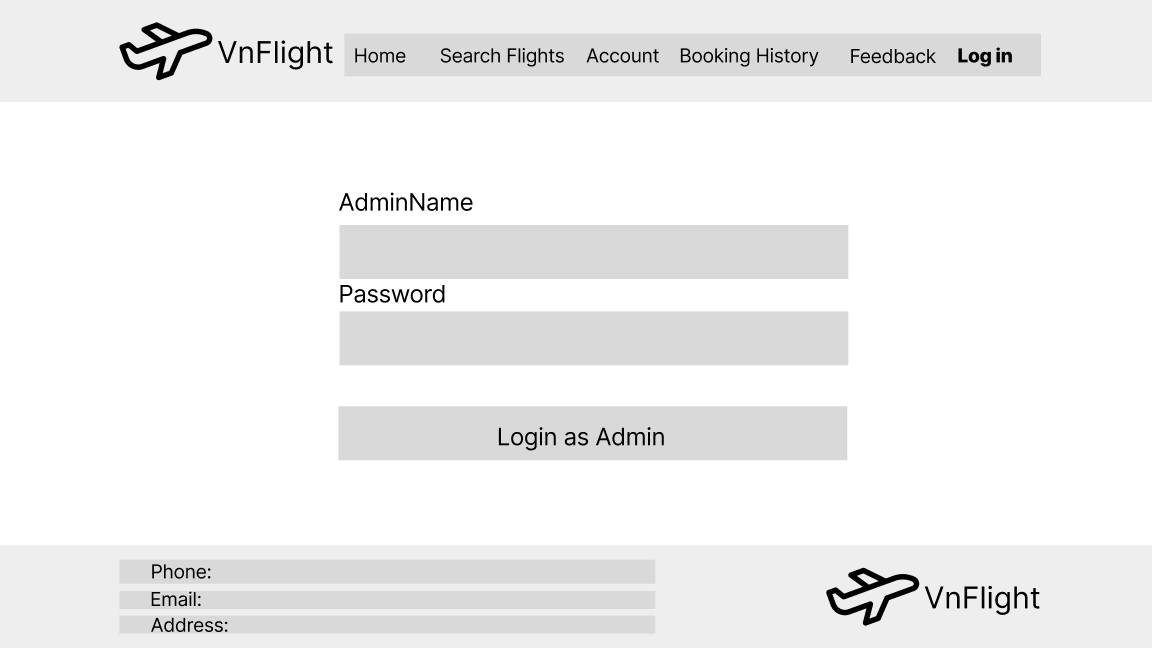 VnFlight Home Search Flights Account Booking History Feedback Log in
AdminName
Password
Login as Admin
Phone:
Email:
Address:
VnFlight